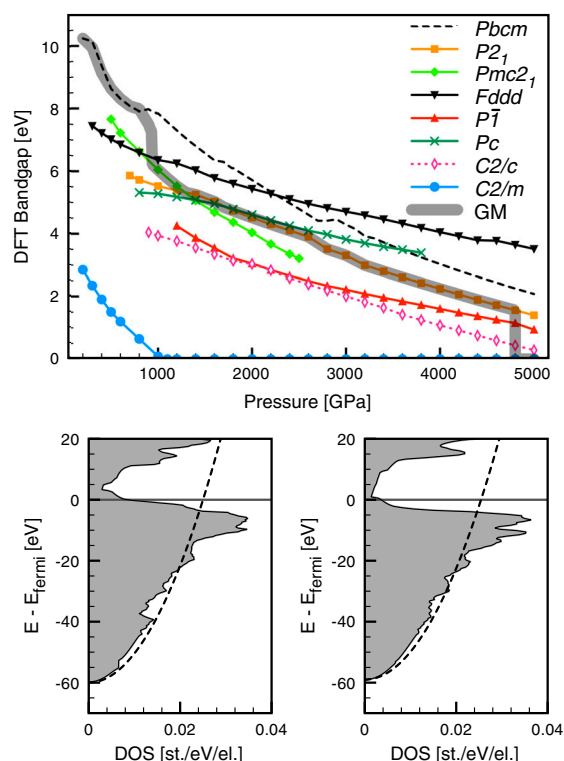 10
8
6
4
2
0
DFT Bandgap [eV]
Pbcm
P2₁
Pmc2₁
Fddd
P1̅
Pc
C2/c
C2/m
GM
1000 2000 3000 4000 5000
Pressure [GPa]
20
0
-20
-40
-60
E - E_fermi [eV]
0 0.02 0.04
DOS [st./eV/el.]
20
0
-20
-40
-60
E - E_fermi [eV]
0 0.02 0.04
DOS [st./eV/el.]